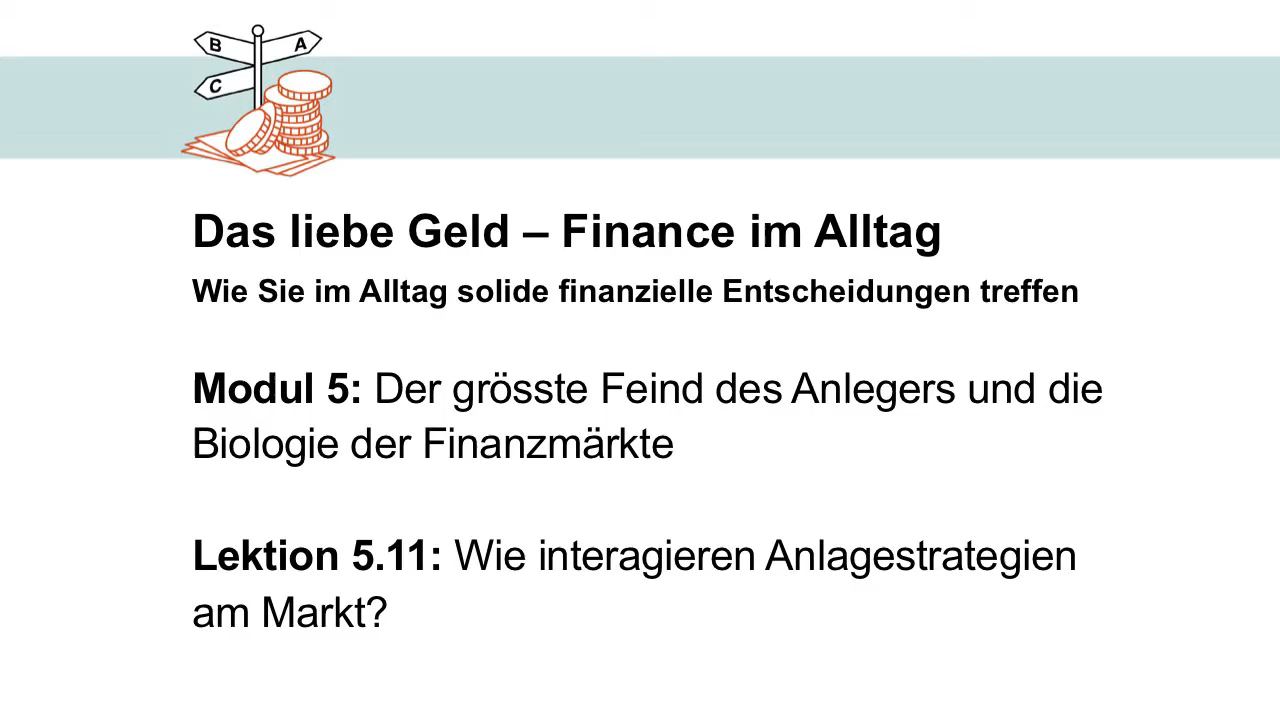 B
A
C
Das liebe Geld – Finance im Alltag
Wie Sie im Alltag solide finanzielle Entscheidungen treffen
Modul 5: Der grösste Feind des Anlegers und die
Biologie der Finanzmärkte
Lektion 5.11: Wie interagieren Anlagestrategien
am Markt?